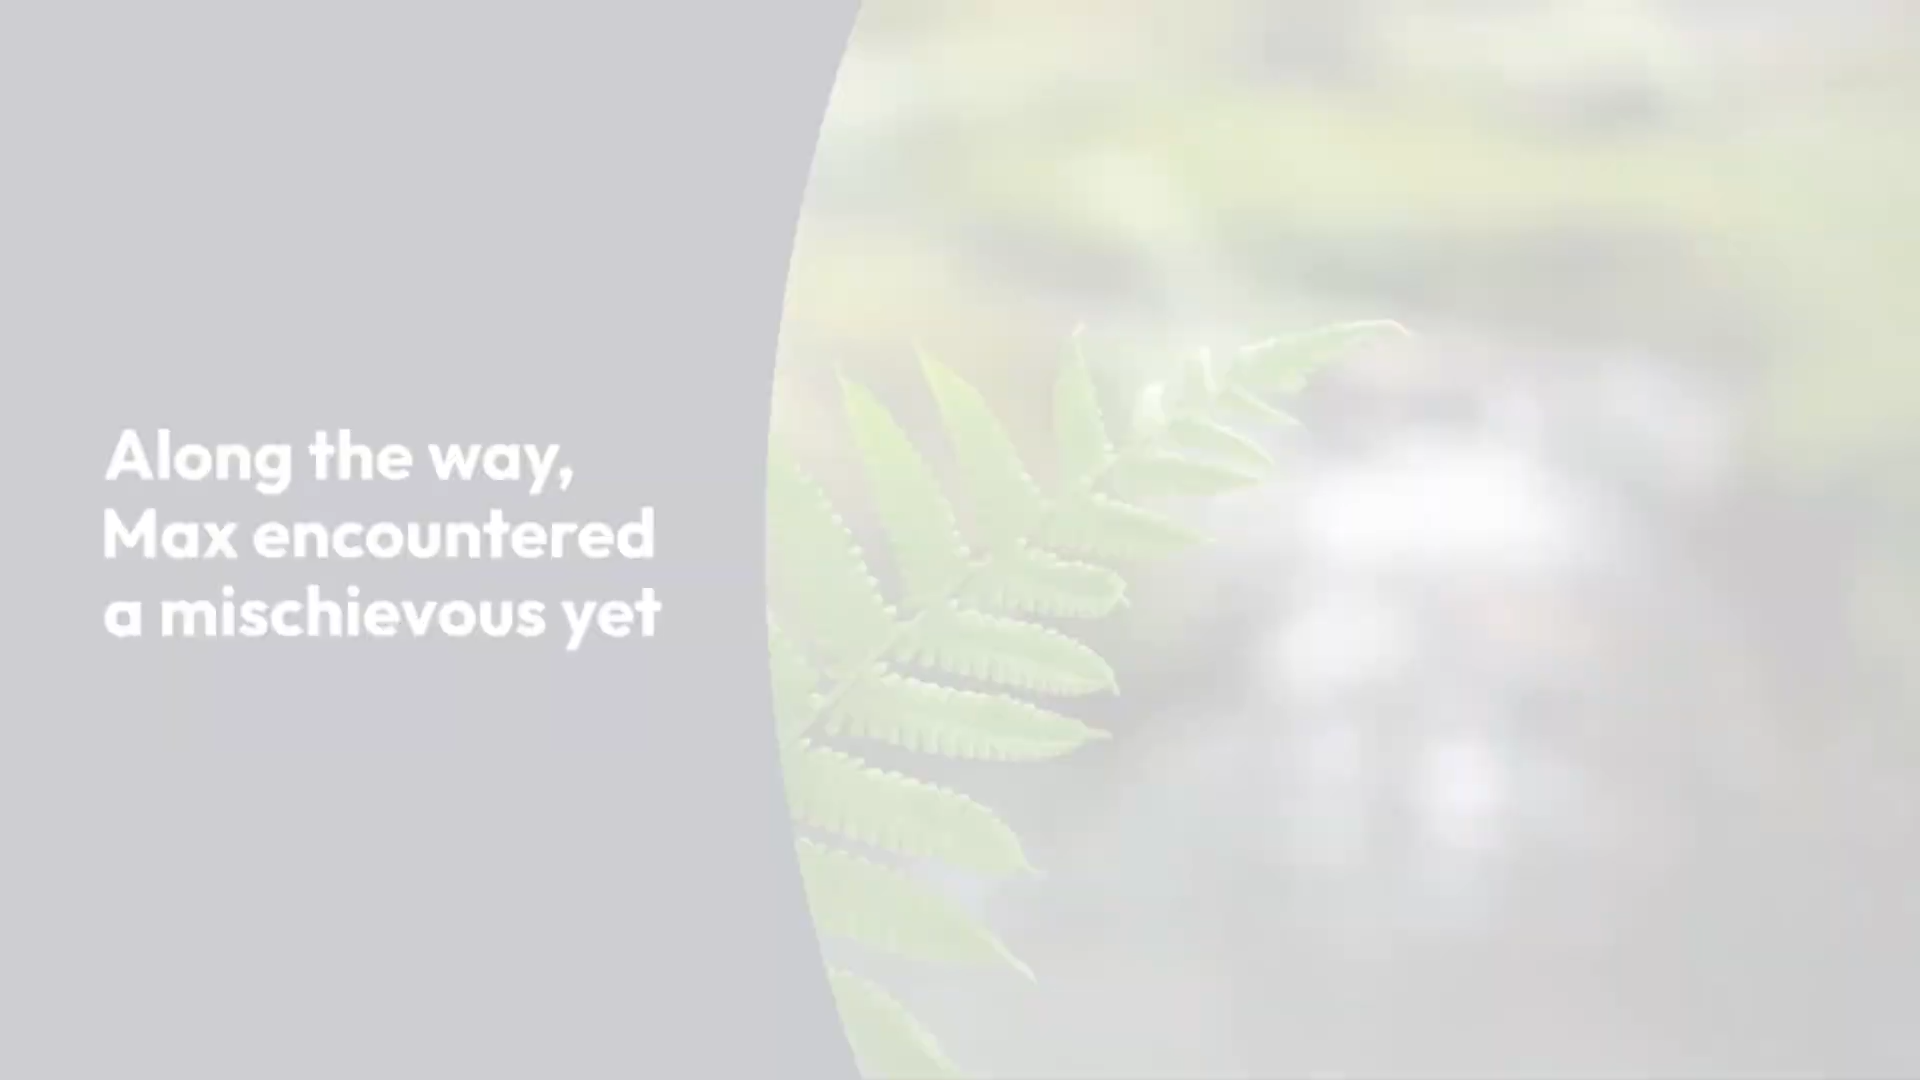 Along the way,
Max encountered
a mischievous yet